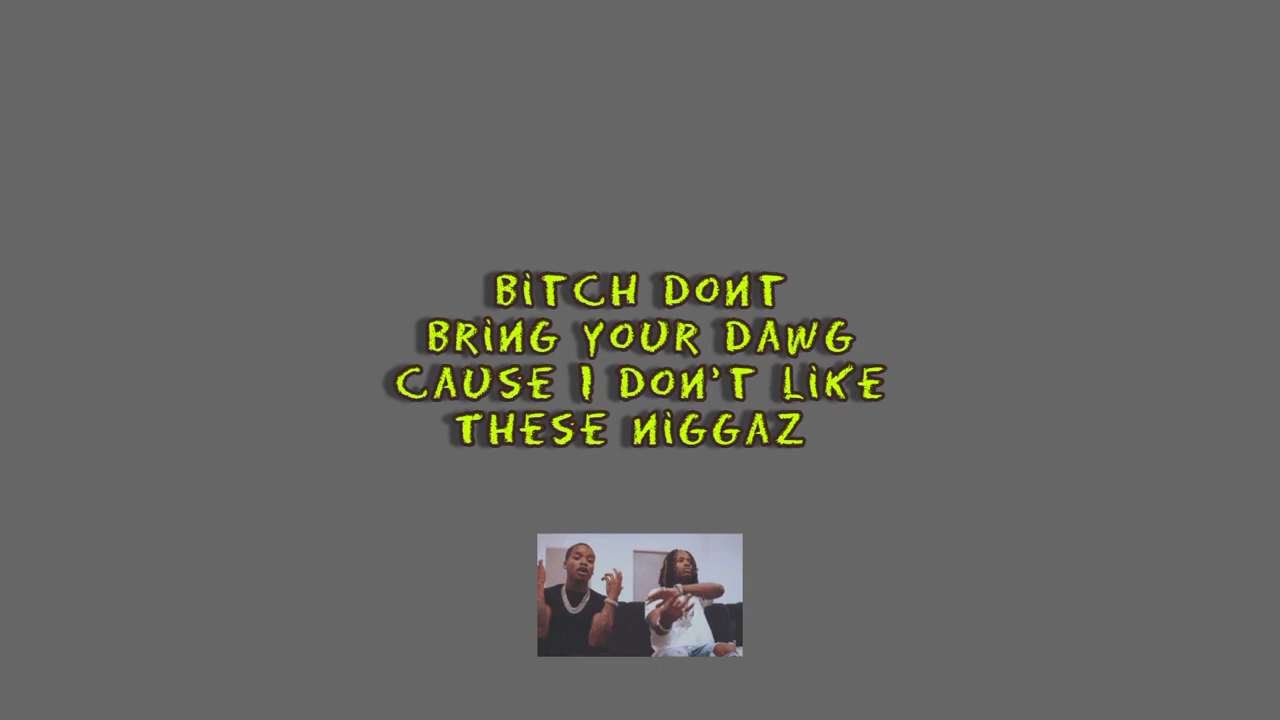 BITCH DONT
BRING YOUR DAWG
CAUSE I DON'T LIKE
THESE NIGGAZ